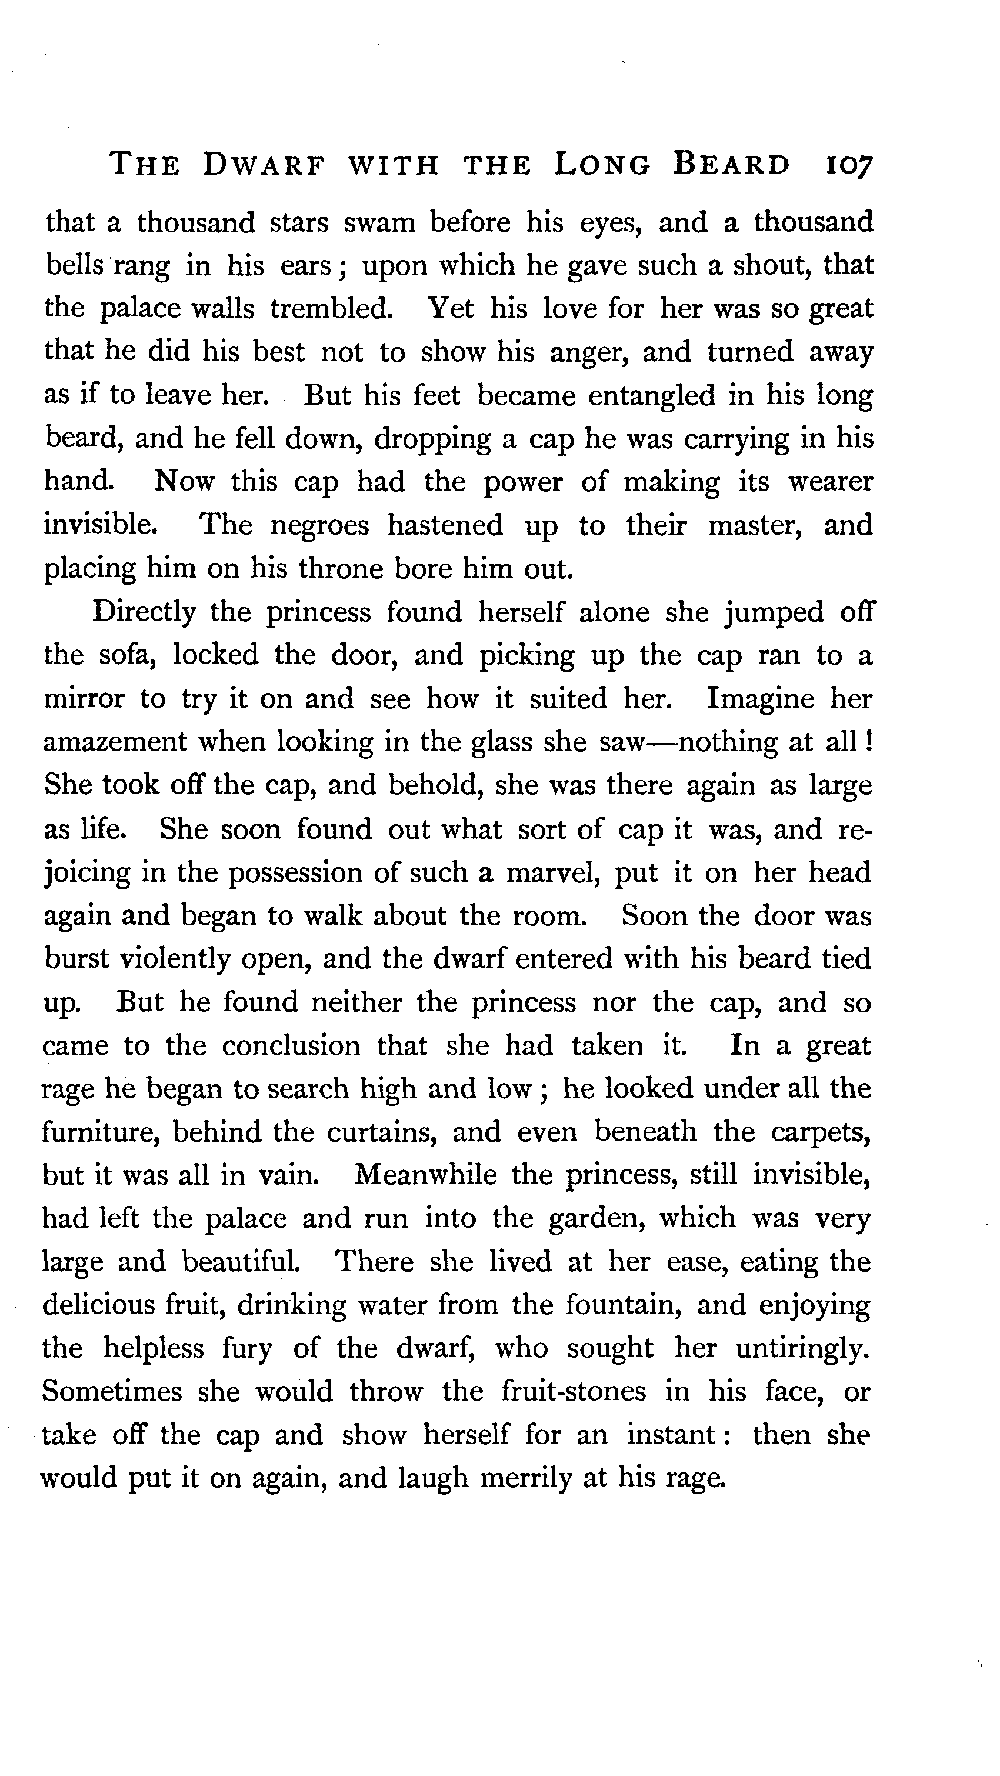 THE DWARF WITH THE LONG BEARD 107
that a thousand stars swam before his eyes, and a thousand
bells rang in his ears; upon which he gave such a shout, that
the palace walls trembled. Yet his love for her was so great
that he did his best not to show his anger, and turned away
as if to leave her. But his feet became entangled in his long
beard, and he fell down, dropping a cap he was carrying in his
hand. Now this cap had the power of making its wearer
invisible. The negroes hastened up to their master, and
placing him on his throne bore him out.
Directly the princess found herself alone she jumped off
the sofa, locked the door, and picking up the cap ran to a
mirror to try it on and see how it suited her. Imagine her
amazement when looking in the glass she saw—nothing at all!
She took off the cap, and behold, she was there again as large
as life. She soon found out what sort of cap it was, and re-
joicing in the possession of such a marvel, put it on her head
again and began to walk about the room. Soon the door was
burst violently open, and the dwarf entered with his beard tied
up. But he found neither the princess nor the cap, and so
came to the conclusion that she had taken it. In a great
rage he began to search high and low; he looked under all the
furniture, behind the curtains, and even beneath the carpets,
but it was all in vain. Meanwhile the princess, still invisible,
had left the palace and run into the garden, which was very
large and beautiful. There she lived at her ease, eating the
delicious fruit, drinking water from the fountain, and enjoying
the helpless fury of the dwarf, who sought her untiringly.
Sometimes she would throw the fruit-stones in his face, or
take off the cap and show herself for an instant: then she
would put it on again, and laugh merrily at his rage.